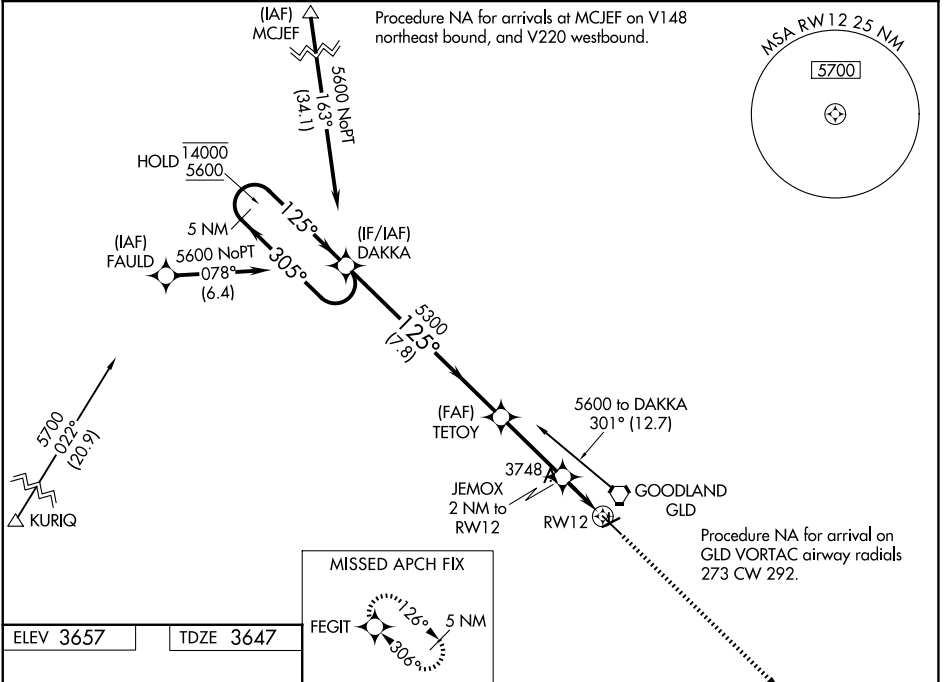 (IAF)
MCJEF
Procedure NA for arrivals at MCJEF on V148
northeast bound, and V220 westbound.
MSA RW12 25 NM
5700
5600 NoPT
163°
(34.1)
HOLD
14000
5600
5 NM
125°
305°
(IF/IAF)
DAKKA
(IAF)
FAULD
5600 NoPT
078°
(6.4)
5300
125°
(7.8)
5700
022°
(20.9)
KURIQ
(FAF)
TETOY
5600 to DAKKA
301° (12.7)
3748
JEMOX
2 NM to
RW12
RW12
GOODLAND
GLD
Procedure NA for arrival on
GLD VORTAC airway radials
273 CW 292.
MISSED APCH FIX
FEGIT
126°
306°
5 NM
ELEV 3657
TDZE 3647